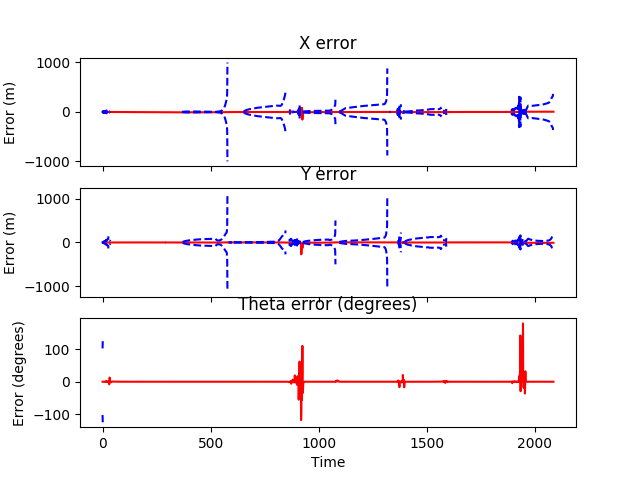 X error
1000
0
−1000
Error (m)
Y error
1000
0
−1000
Error (m)
Theta error (degrees)
100
0
−100
Error (degrees)
0 500 1000 1500 2000
Time